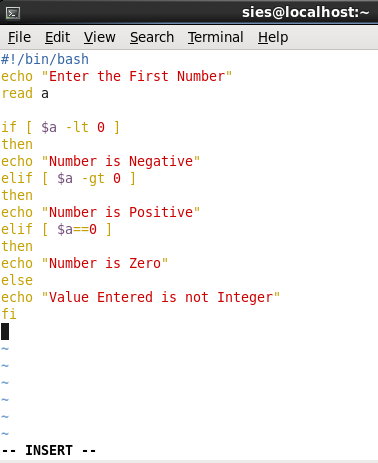 sies@localhost:~
File Edit View Search Terminal Help
#!/bin/bash
echo "Enter the First Number"
read a

if [ $a -lt 0 ]
then
echo "Number is Negative"
elif [ $a -gt 0 ]
then
echo "Number is Positive"
elif [ $a==0 ]
then
echo "Number is Zero"
else
echo "Value Entered is not Integer"
fi

~
~
~
~
~
~
-- INSERT --